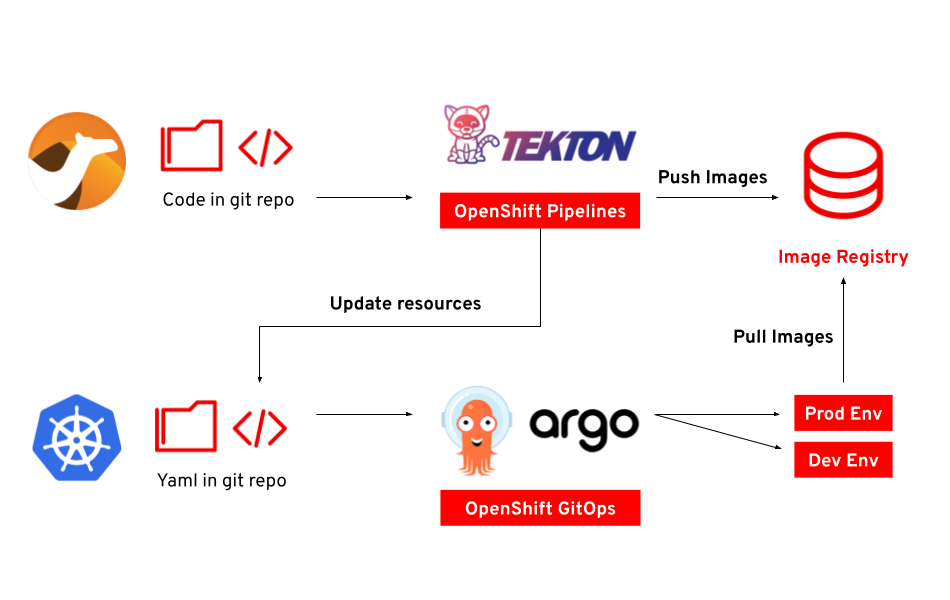 TEKTON
Push Images
Code in git repo
OpenShift Pipelines
Image Registry
Update resources
Pull Images
argo
Prod Env
Dev Env
Yaml in git repo
OpenShift GitOps